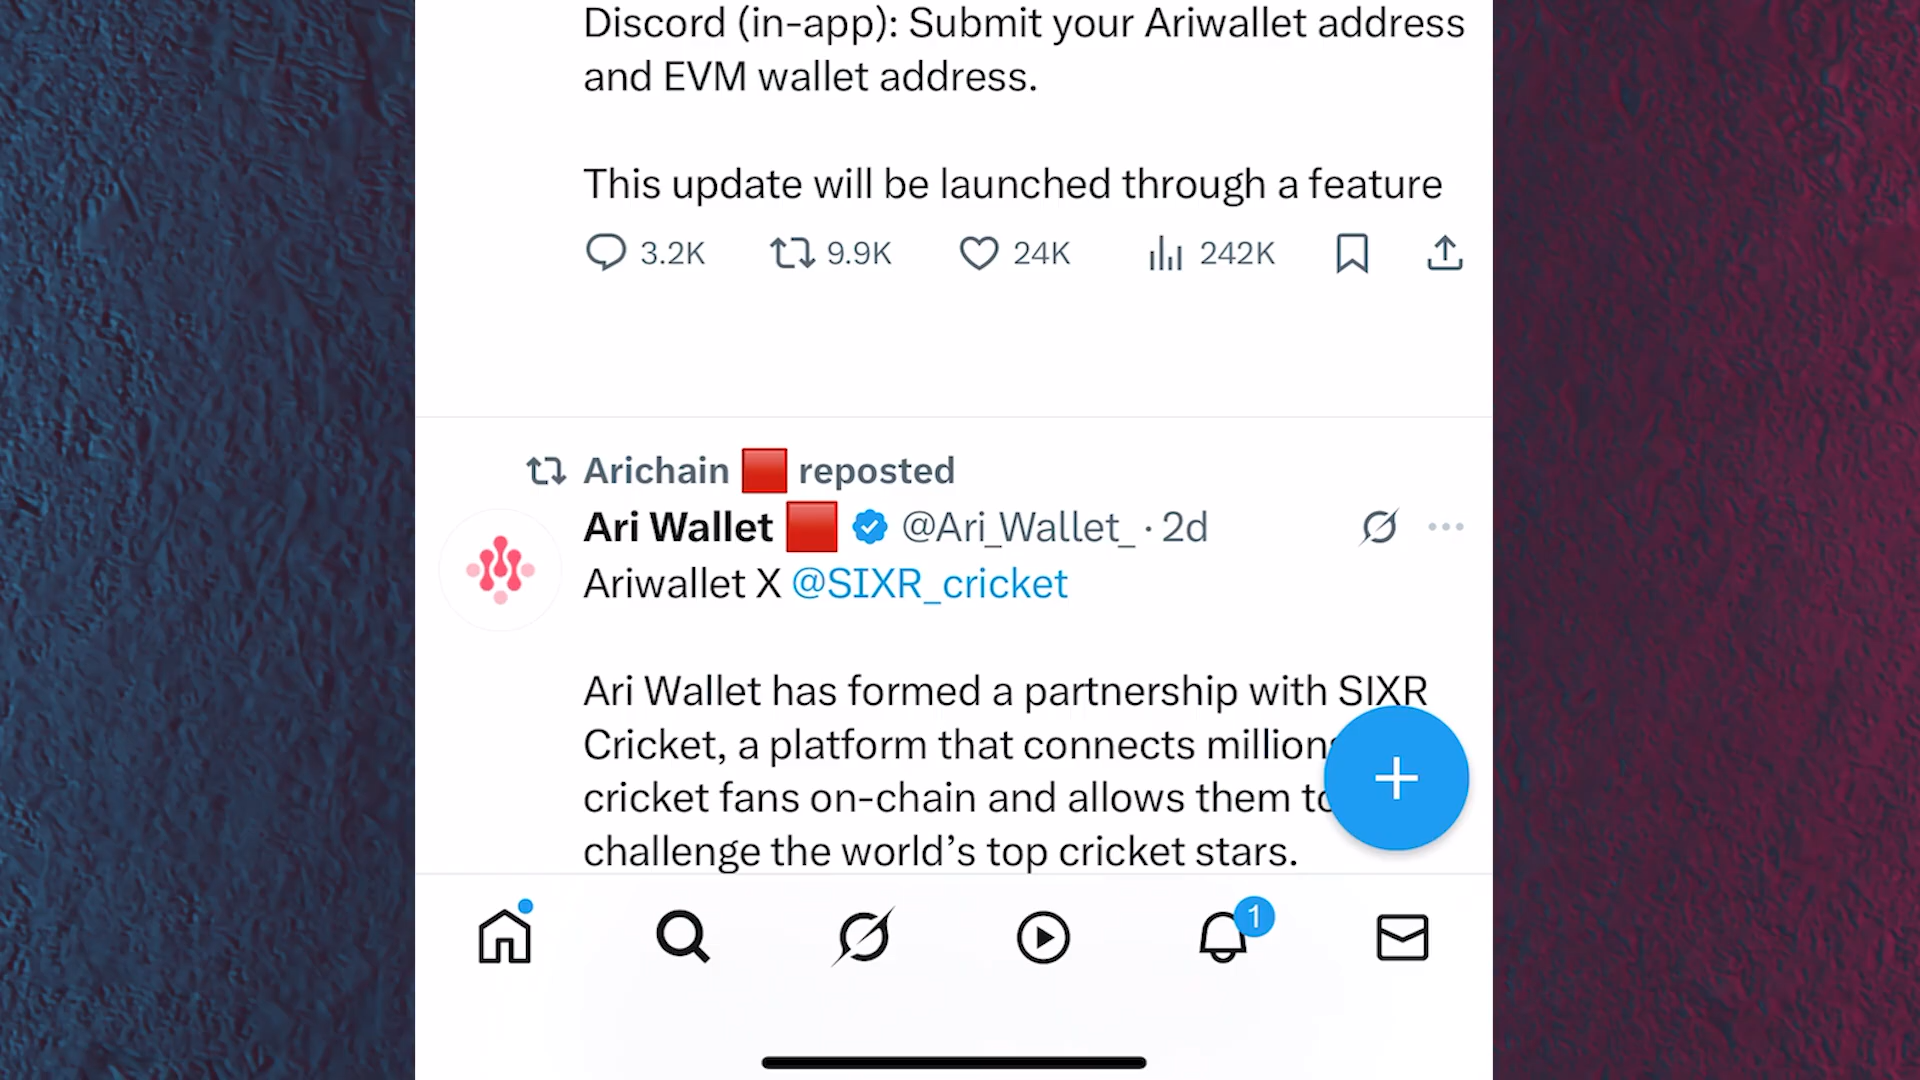 Discord (in-app): Submit your Ariwallet address
and EVM wallet address.
This update will be launched through a feature
3.2K 9.9K 24K 242K
Arichain 🟥 reposted
Ari Wallet 🟥 @Ari_Wallet_ · 2d
Ariwallet X @SIXR_cricket
Ari Wallet has formed a partnership with SIXR
Cricket, a platform that connects millions
cricket fans on-chain and allows them to
challenge the world’s top cricket stars.
1